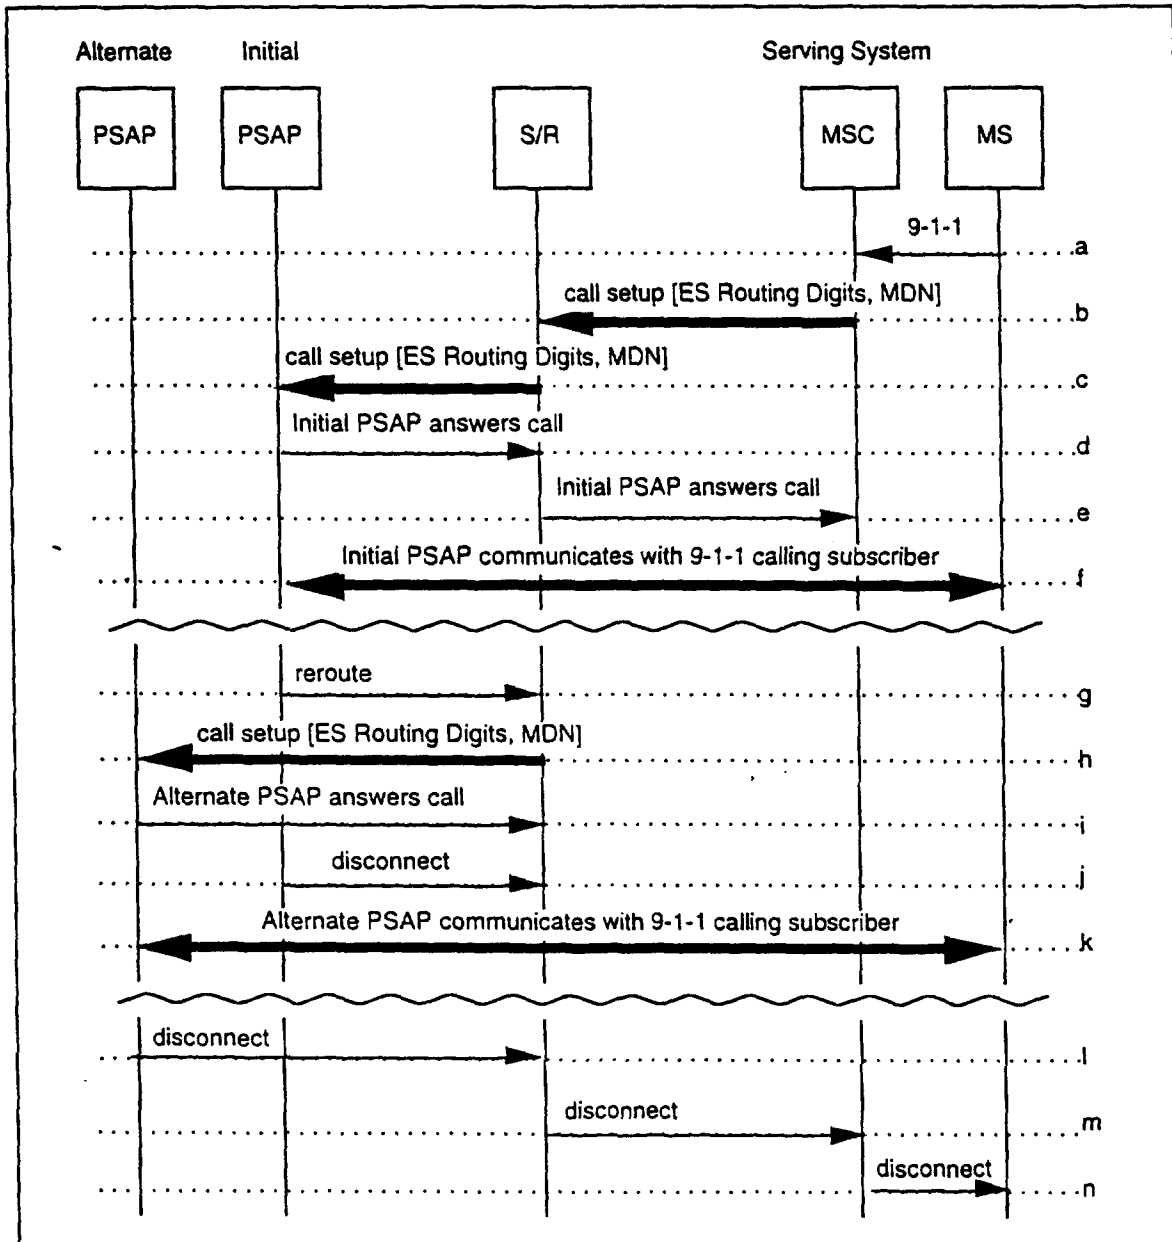 Alternate Initial Serving System
PSAP PSAP S/R MSC MS
9-1-1
a
call setup [ES Routing Digits, MDN]
b
call setup [ES Routing Digits, MDN]
c
Initial PSAP answers call
d
Initial PSAP answers call
e
Initial PSAP communicates with 9-1-1 calling subscriber
f
reroute
g
call setup [ES Routing Digits, MDN]
h
Alternate PSAP answers call
i
disconnect
j
Alternate PSAP communicates with 9-1-1 calling subscriber
k
disconnect
l
disconnect
m
disconnect
n